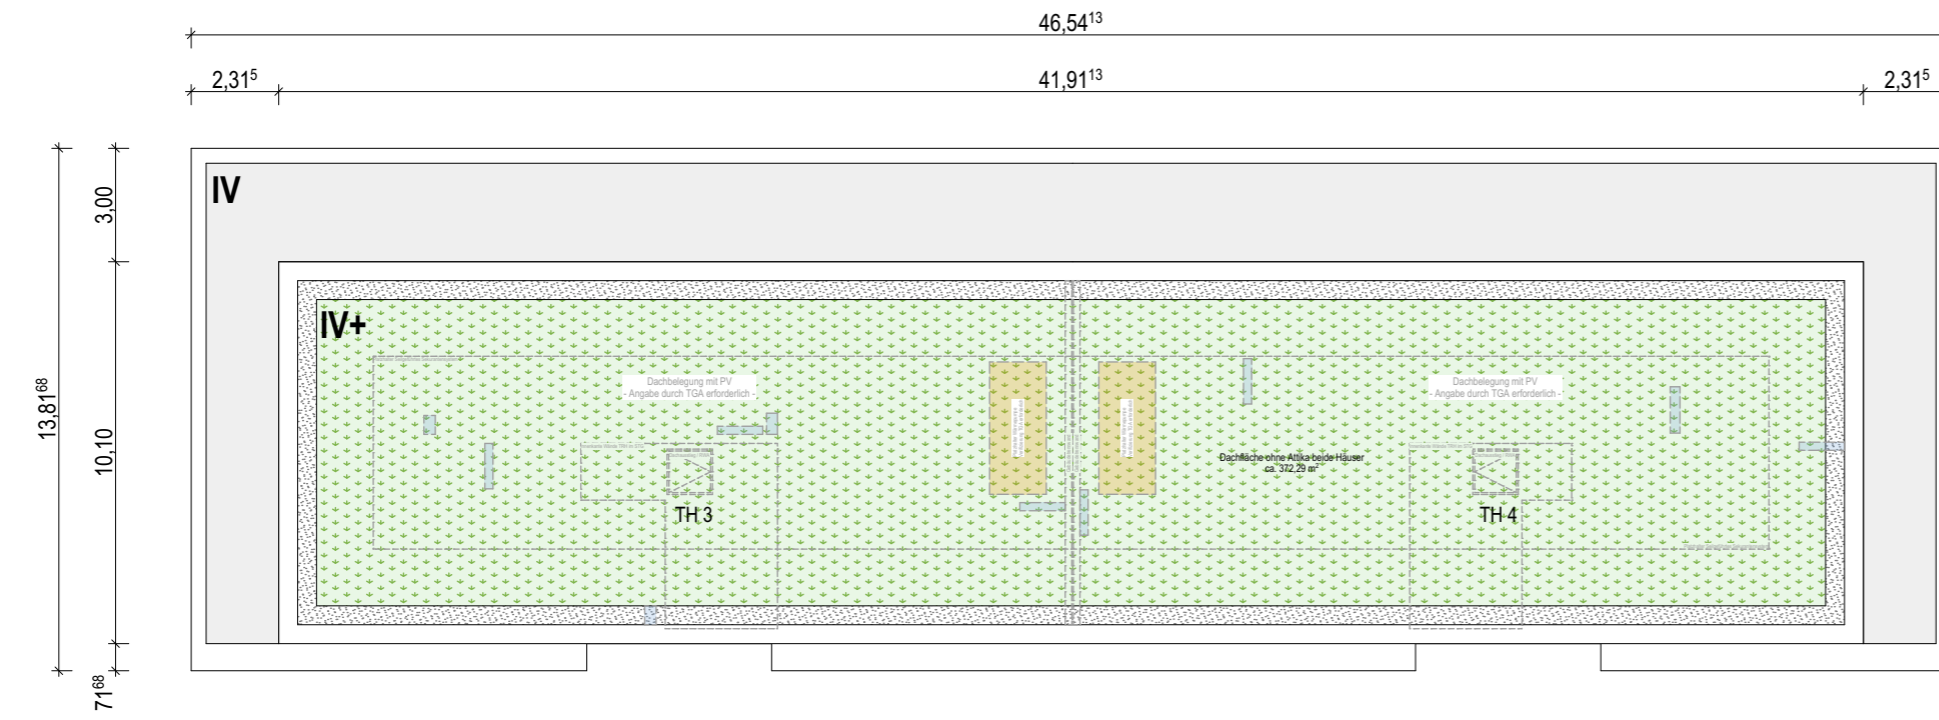 46,54¹³
2,31⁵
41,91¹³
2,31⁵
3,00
IV
IV+
13,81⁶⁸
10,10
71⁶⁸
Dachbelegung mit PV
- Angabe durch TGA erforderlich -
Dachbelegung mit PV
- Angabe durch TGA erforderlich -
Dachfläche ohne Attika beide Häuser
ca. 372,29 m²
TH 3
TH 4